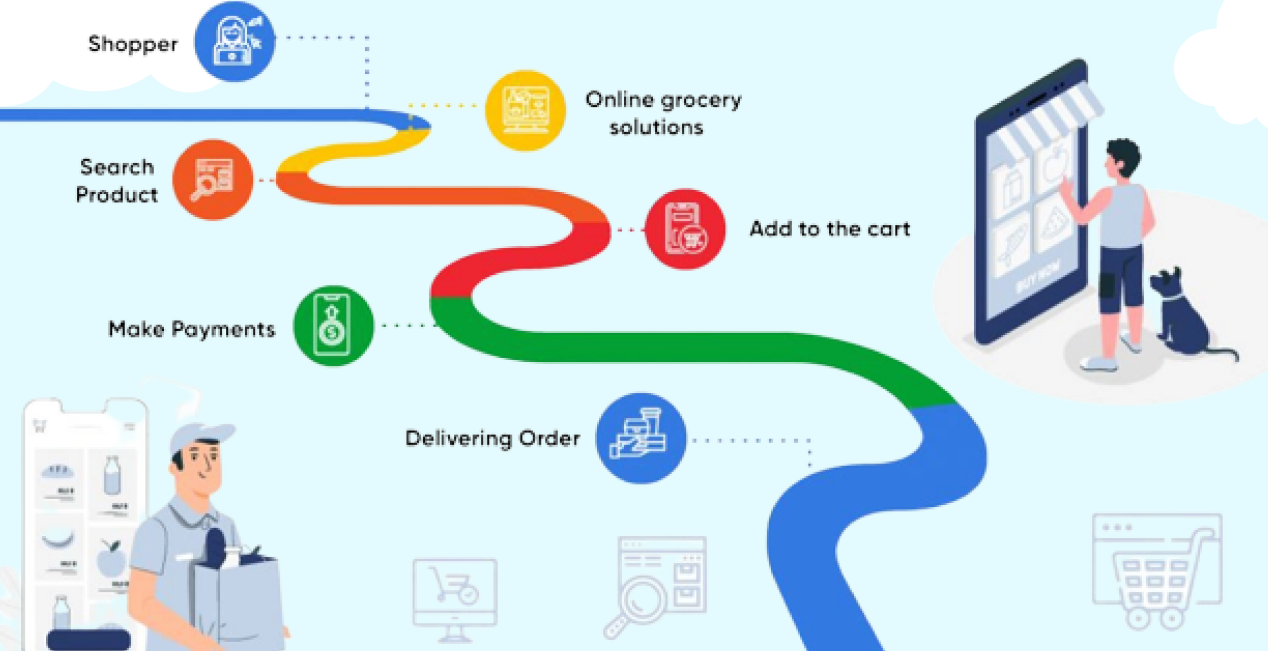 Shopper
Online grocery
solutions
Search
Product
Add to the cart
BUY NOW
Make Payments
Delivering Order